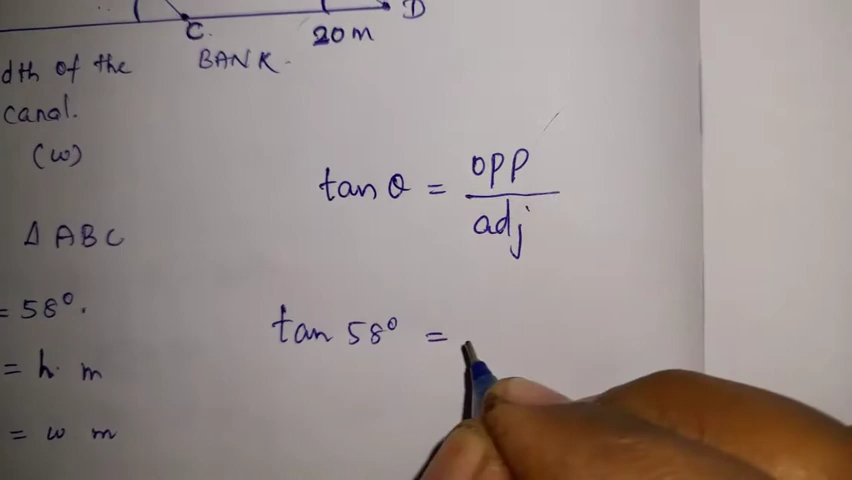 C. D
20 m
dth of the BANK.
canal.
(w)
tan θ = opp
adj
Δ ABC
= 58°.
tan 58° =
= h m
= w m